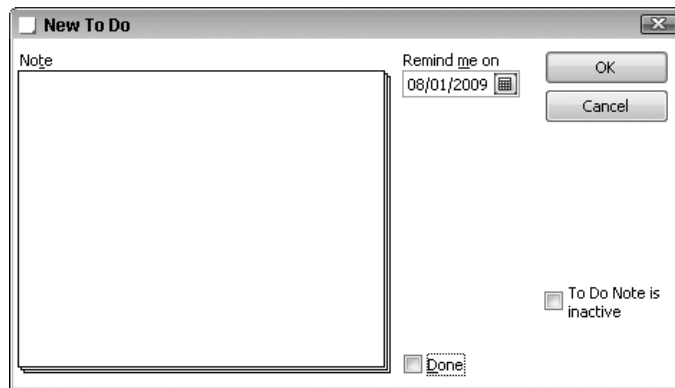 New To Do
Note
Remind me on
08/01/2009
OK
Cancel
To Do Note is
inactive
Done